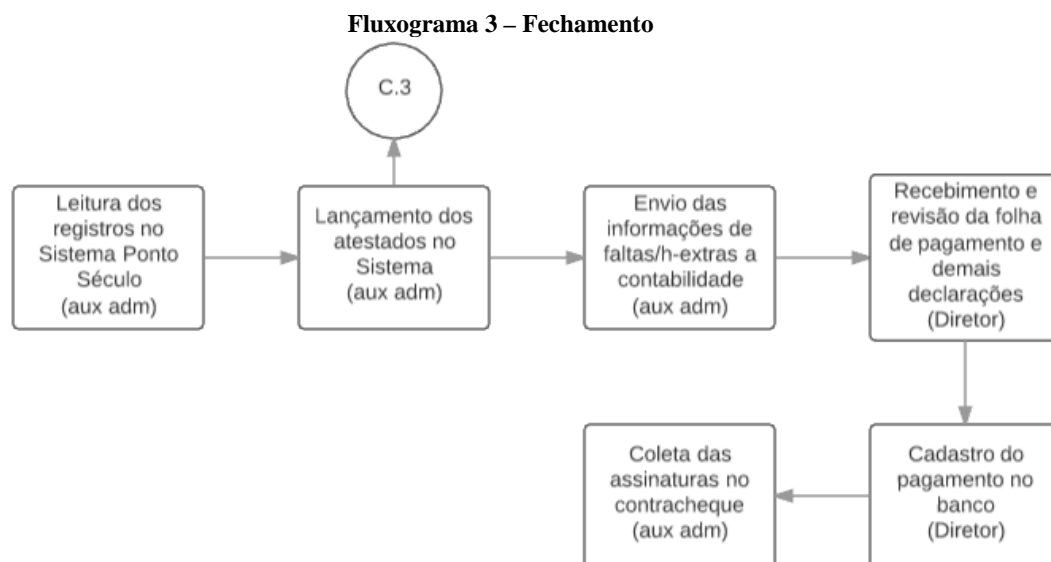 Fluxograma 3 – Fechamento
C.3
Leitura dos
registros no
Sistema Ponto
Século
(aux adm)
Lançamento dos
atestados no
Sistema
(aux adm)
Envio das
informações de
faltas/h-extras a
contabilidade
(aux adm)
Recebimento e
revisão da folha
de pagamento e
demais
declarações
(Diretor)
Cadastro do
pagamento no
banco
(Diretor)
Coleta das
assinaturas no
contracheque
(aux adm)